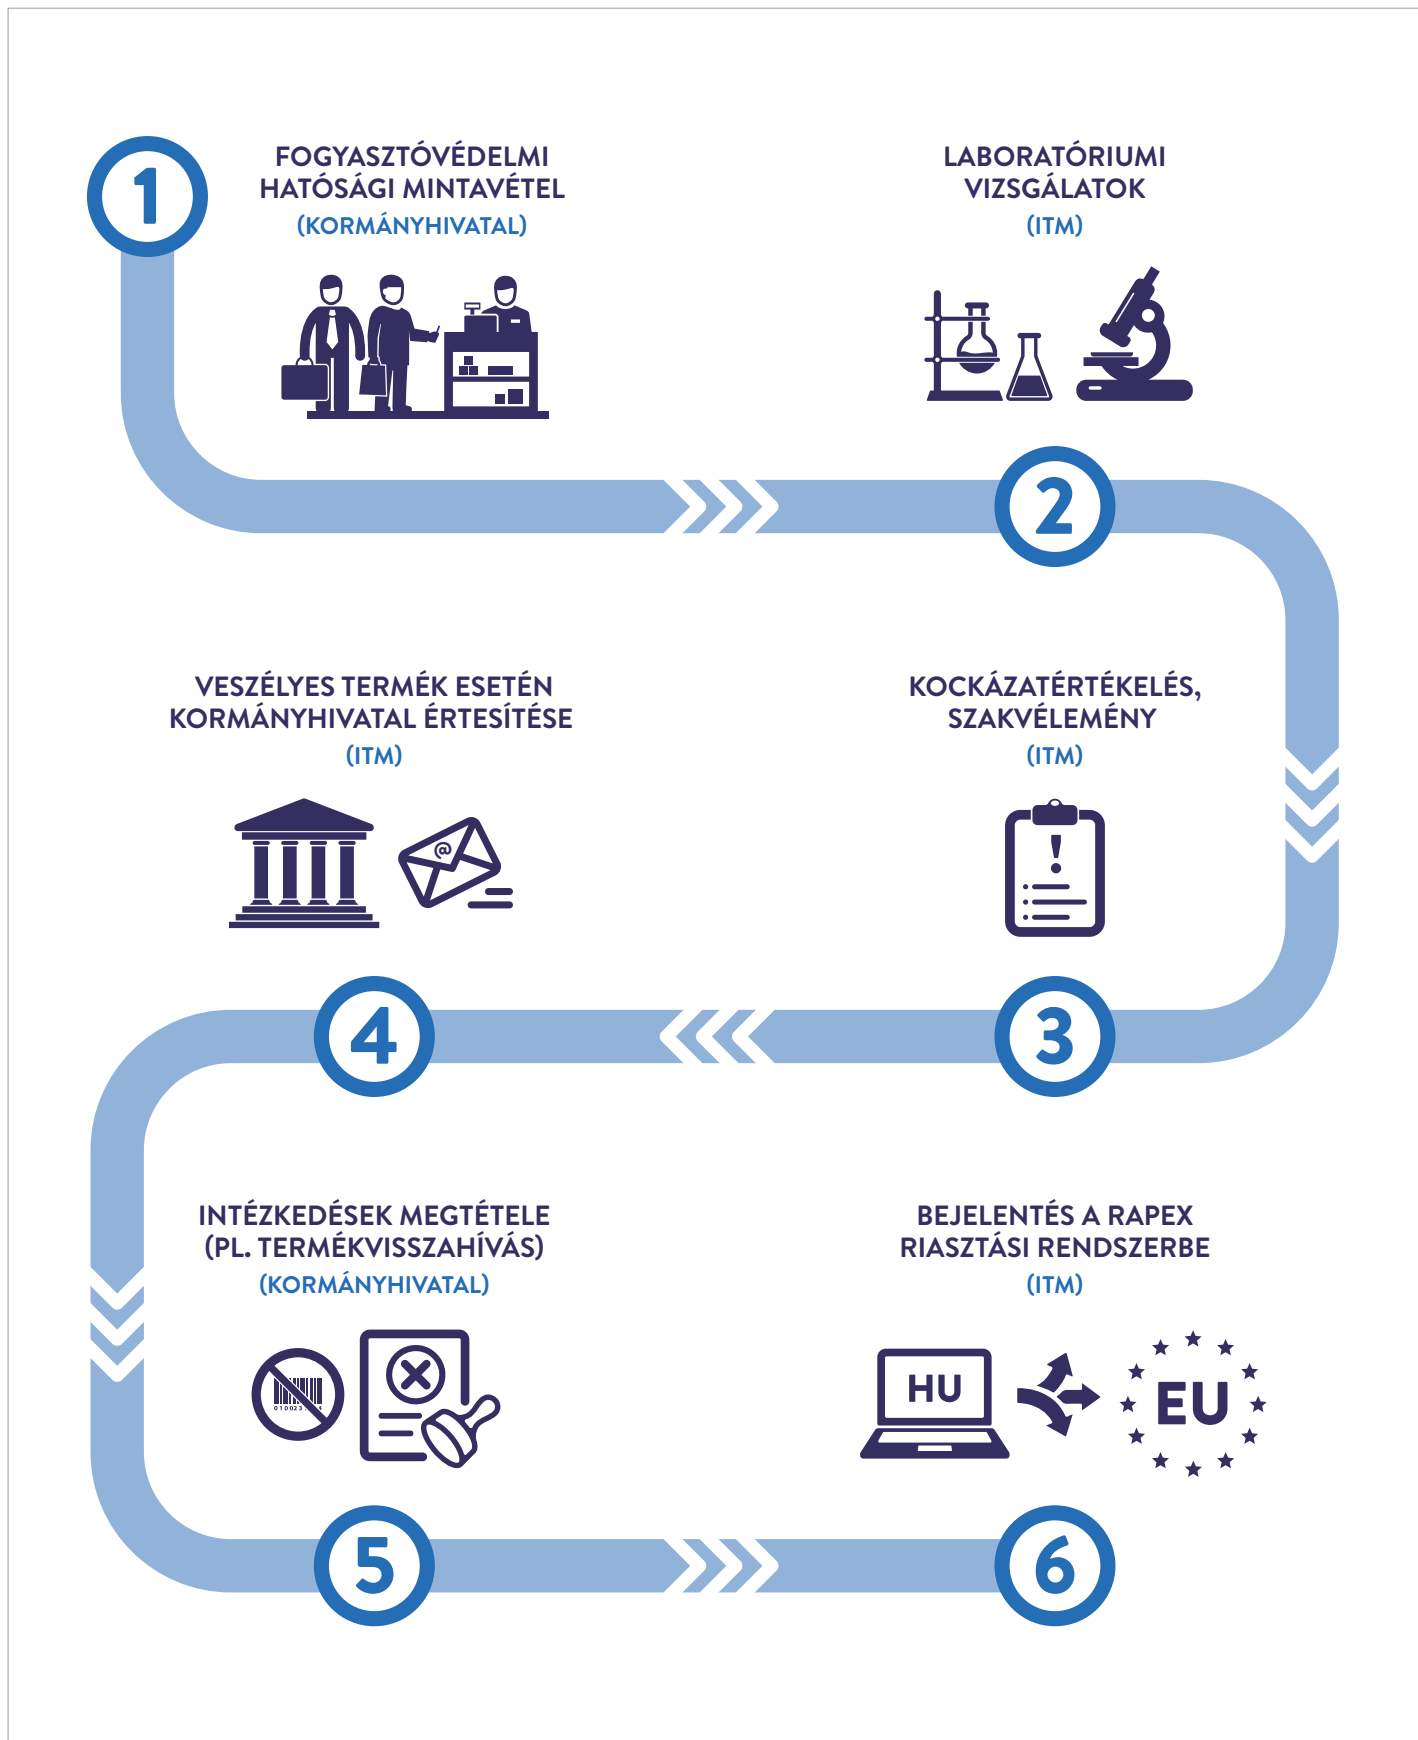 1
FOGYASZTÓVÉDELMI
HATÓSÁGI MINTAVÉTEL
(KORMÁNYHIVATAL)
LABORATÓRIUMI
VIZSGÁLATOK
(ITM)
2
KOCKÁZATÉRTÉKELÉS,
SZAKVÉLEMÉNY
(ITM)
!
3
VESZÉLYES TERMÉK ESETÉN
KORMÁNYHIVATAL ÉRTESÍTÉSE
(ITM)
@
4
INTÉZKEDÉSEK MEGTÉTELE
(PL. TERMÉKVISSZAHÍVÁS)
(KORMÁNYHIVATAL)
5
BEJELENTÉS A RAPEX
RIASZTÁSI RENDSZERBE
(ITM)
HU
EU
6